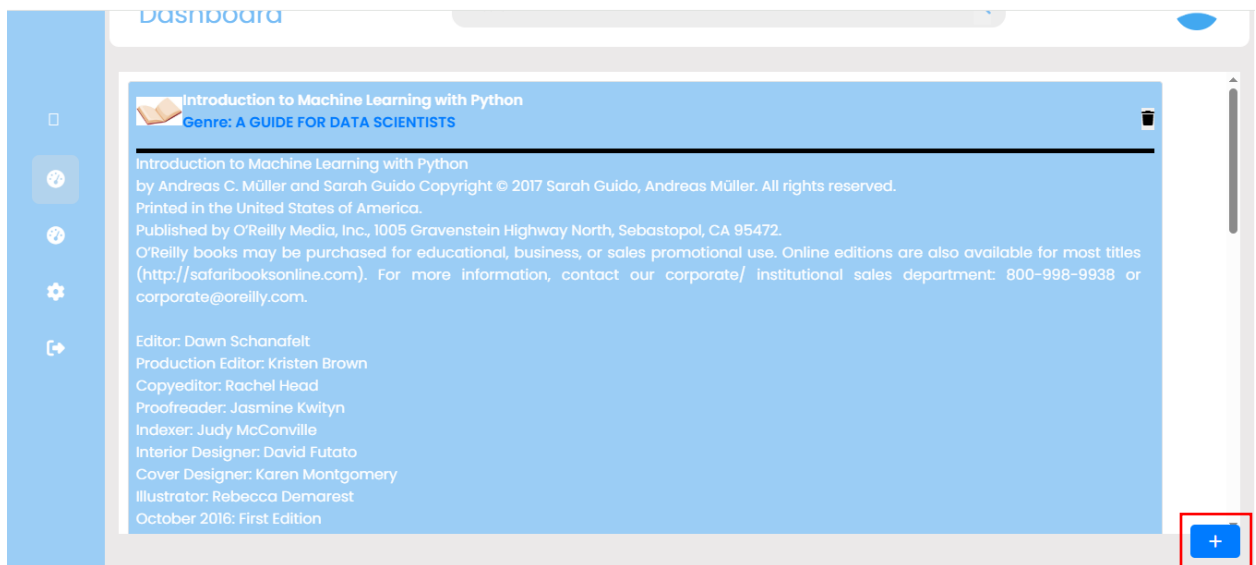 Dashboard
Introduction to Machine Learning with Python
Genre: A GUIDE FOR DATA SCIENTISTS
Introduction to Machine Learning with Python
by Andreas C. Müller and Sarah Guido Copyright © 2017 Sarah Guido, Andreas Müller. All rights reserved.
Printed in the United States of America.
Published by O'Reilly Media, Inc., 1005 Gravenstein Highway North, Sebastopol, CA 95472.
O'Reilly books may be purchased for educational, business, or sales promotional use. Online editions are also available for most titles
(http://safaribooksonline.com). For more information, contact our corporate/ institutional sales department: 800-998-9938 or
corporate@oreilly.com.
Editor: Dawn Schanafelt
Production Editor: Kristen Brown
Copyeditor: Rachel Head
Proofreader: Jasmine Kwityn
Indexer: Judy McConville
Interior Designer: David Futato
Cover Designer: Karen Montgomery
Illustrator: Rebecca Demarest
October 2016: First Edition
+